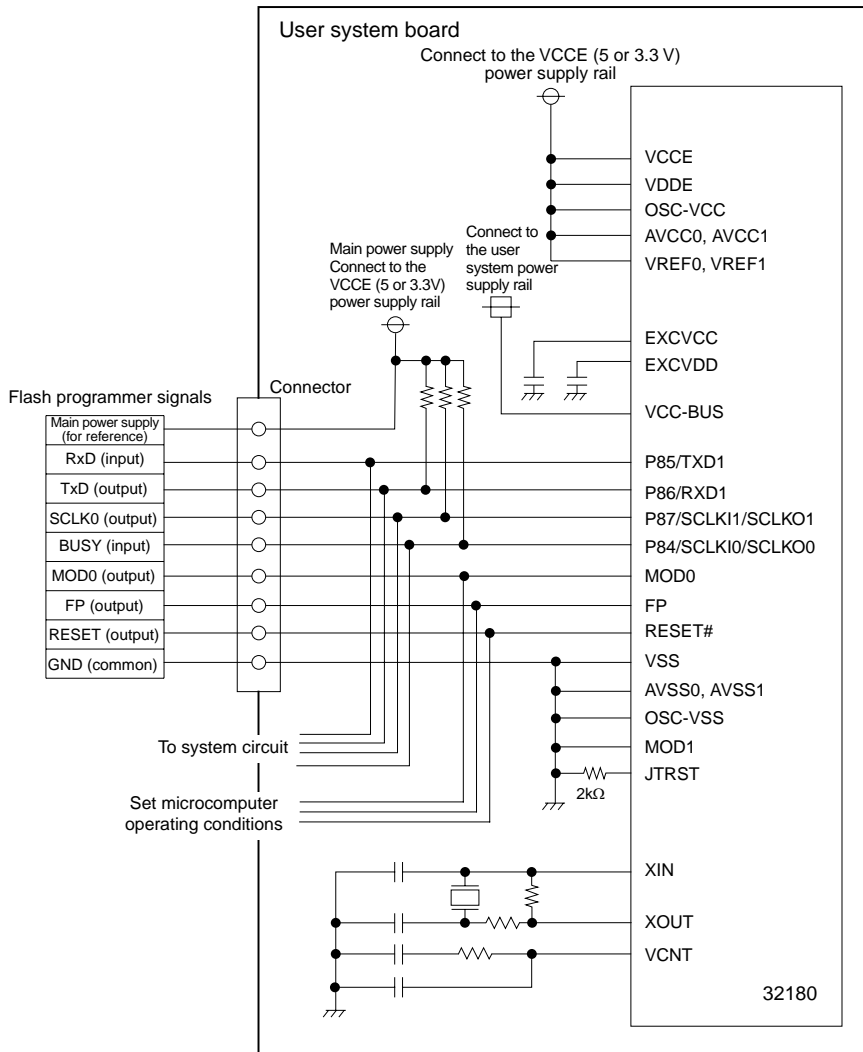 User system board
Connect to the VCCE (5 or 3.3 V)
power supply rail
VCCE
VDDE
OSC-VCC
AVCC0, AVCC1
VREF0, VREF1
Main power supply
Connect to the
VCCE (5 or 3.3V)
power supply rail
Connect to
the user
system power
supply rail
EXCVCC
EXCVDD
VCC-BUS
Flash programmer signals
Connector
Main power supply
(for reference)
RxD (input)
TxD (output)
SCLK0 (output)
BUSY (input)
MOD0 (output)
FP (output)
RESET (output)
GND (common)
P85/TXD1
P86/RXD1
P87/SCLKI1/SCLKO1
P84/SCLKI0/SCLKO0
MOD0
FP
RESET#
VSS
AVSS0, AVSS1
OSC-VSS
MOD1
JTRST
2kΩ
To system circuit
Set microcomputer
operating conditions
XIN
XOUT
VCNT
32180